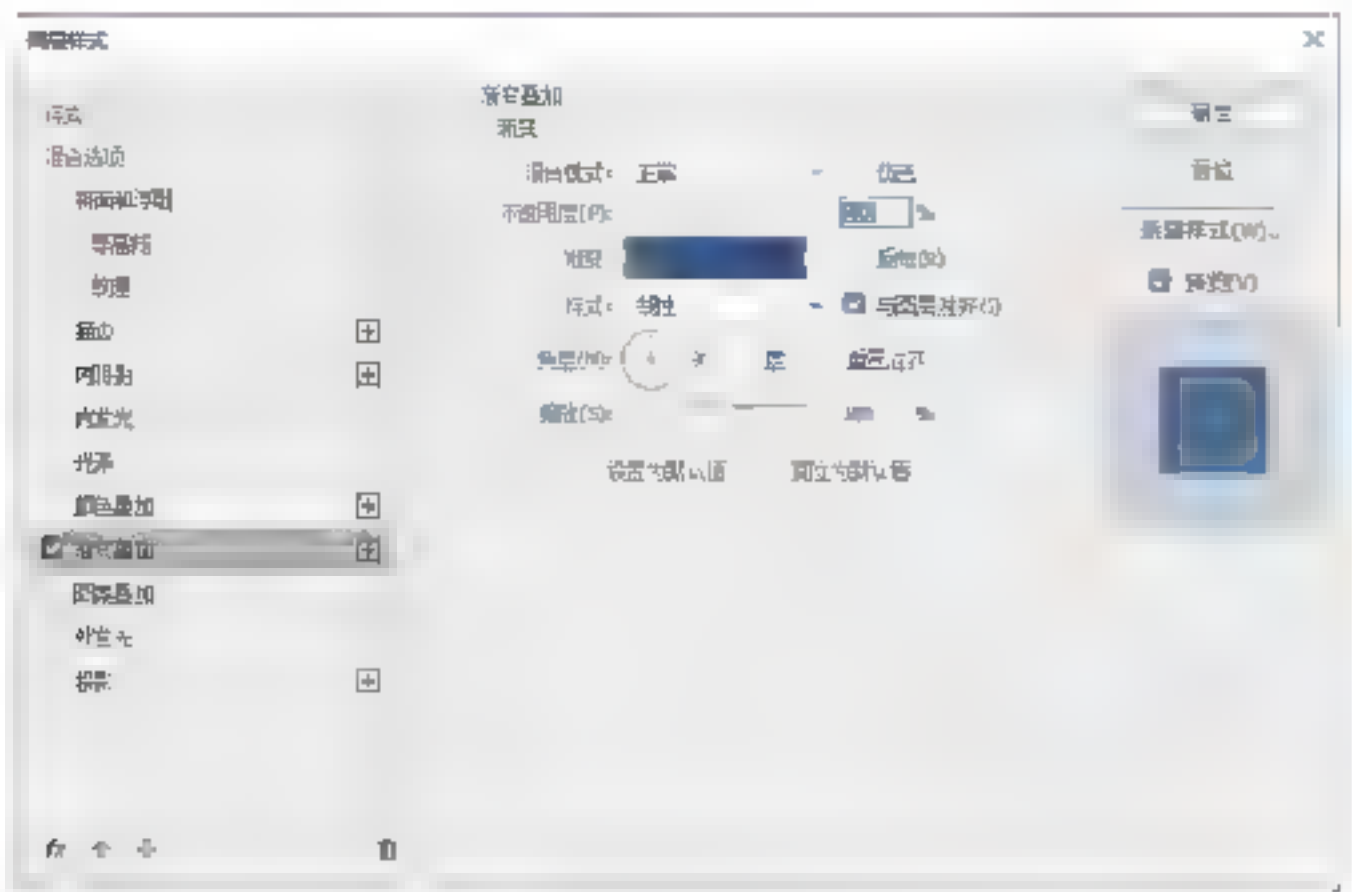 图层样式
样式
混合选项
斜面和浮雕
等高线
纹理
描边
内阴影
内发光
光泽
颜色叠加
渐变叠加
图案叠加
外发光
投影
fx
渐变叠加
渐变
混合模式: 正常 仿色
不透明度(P): %
渐变: 反向(R)
样式: 线性 与图层对齐(I)
角度(N): 度
缩放(S): %
设置为默认值 复位为默认值
确定
复位
新建样式(W)...
预览(V)